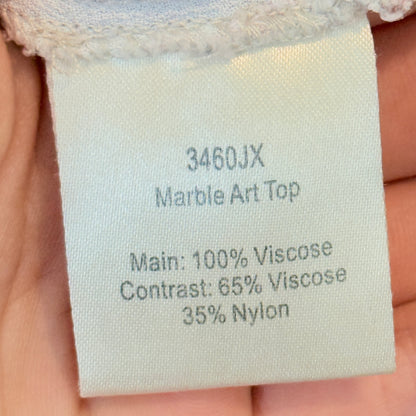 3460JX
Marble Art Top
Main: 100% Viscose
Contrast: 65% Viscose
35% Nylon